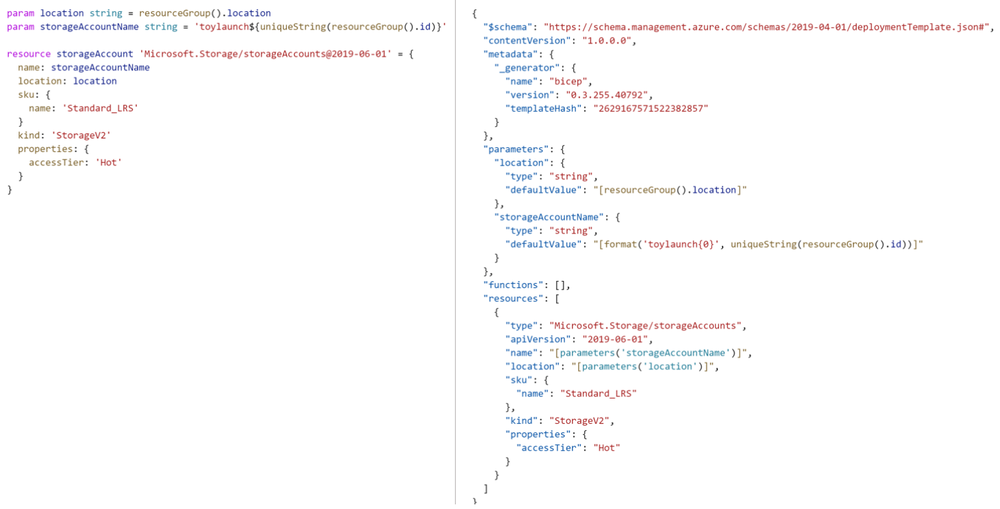 param location string = resourceGroup().location
param storageAccountName string = 'toylaunch${uniqueString(resourceGroup().id)}'

resource storageAccount 'Microsoft.Storage/storageAccounts@2019-06-01' = {
  name: storageAccountName
  location: location
  sku: {
    name: 'Standard_LRS'
  }
  kind: 'StorageV2'
  properties: {
    accessTier: 'Hot'
  }
}
{
  "$schema": "https://schema.management.azure.com/schemas/2019-04-01/deploymentTemplate.json#",
  "contentVersion": "1.0.0.0",
  "metadata": {
    "_generator": {
      "name": "bicep",
      "version": "0.3.255.40792",
      "templateHash": "2629167571522382857"
    }
  },
  "parameters": {
    "location": {
      "type": "string",
      "defaultValue": "[resourceGroup().location]"
    },
    "storageAccountName": {
      "type": "string",
      "defaultValue": "[format('toylaunch{0}', uniqueString(resourceGroup().id))]"
    }
  },
  "functions": [],
  "resources": [
    {
      "type": "Microsoft.Storage/storageAccounts",
      "apiVersion": "2019-06-01",
      "name": "[parameters('storageAccountName')]",
      "location": "[parameters('location')]",
      "sku": {
        "name": "Standard_LRS"
      },
      "kind": "StorageV2",
      "properties": {
        "accessTier": "Hot"
      }
    }
  ]
}